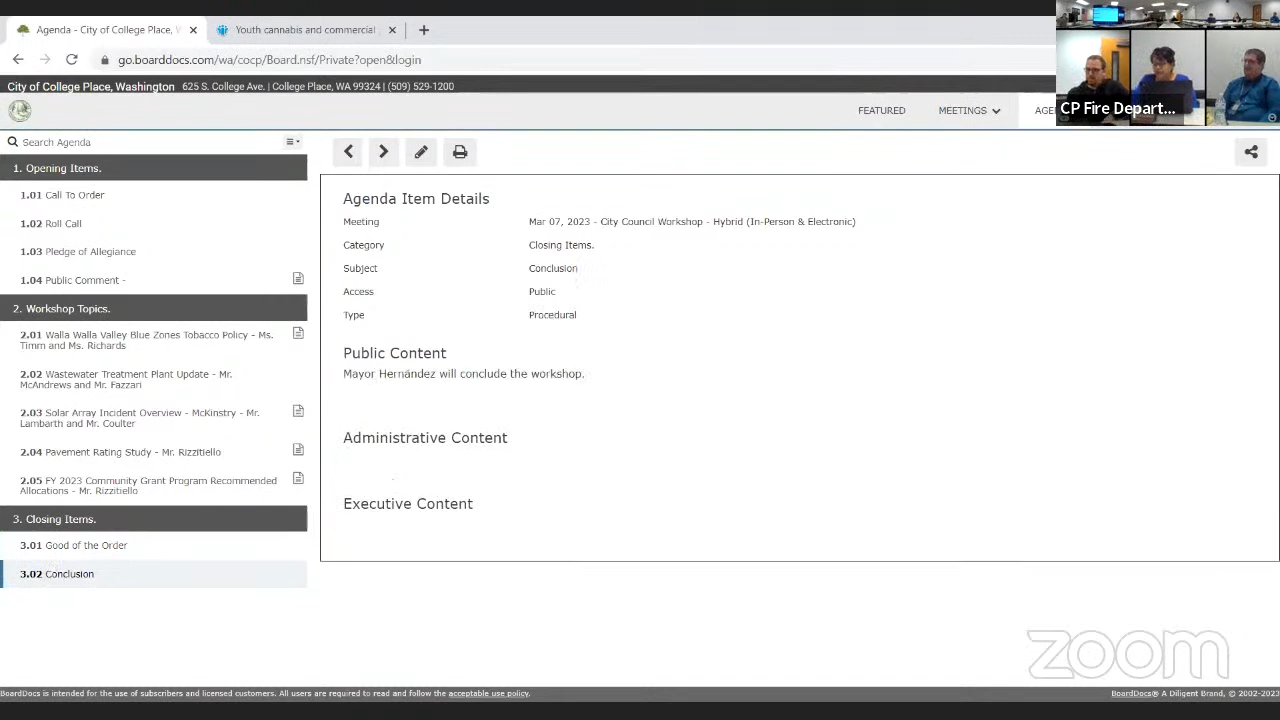 Agenda - City of College Place, V
Youth cannabis and commercial
go.boarddocs.com/wa/cocp/Board.nsf/Private?open&login
City of College Place, Washington 625 S. College Ave. | College Place, WA 99324 | (509) 529-1200
FEATURED
MEETINGS
AGE
CP Fire Depart...
Search Agenda
1. Opening Items.
1.01 Call To Order
1.02 Roll Call
1.03 Pledge of Allegiance
1.04 Public Comment -
2. Workshop Topics.
2.01 Walla Walla Valley Blue Zones Tobacco Policy - Ms.
Timm and Ms. Richards
2.02 Wastewater Treatment Plant Update - Mr.
McAndrews and Mr. Fazzari
2.03 Solar Array Incident Overview - McKinstry - Mr.
Lambarth and Mr. Coulter
2.04 Pavement Rating Study - Mr. Rizzitiello
2.05 FY 2023 Community Grant Program Recommended
Allocations - Mr. Rizzitiello
3. Closing Items.
3.01 Good of the Order
3.02 Conclusion
Agenda Item Details
Meeting Mar 07, 2023 - City Council Workshop - Hybrid (In-Person & Electronic)
Category Closing Items.
Subject Conclusion
Access Public
Type Procedural
Public Content
Mayor Hernández will conclude the workshop.
Administrative Content
Executive Content
zoom
BoardDocs is intended for the use of subscribers and licensed customers. All users are required to read and follow the acceptable use policy.
BoardDocs® A Diligent Brand, © 2002-2023